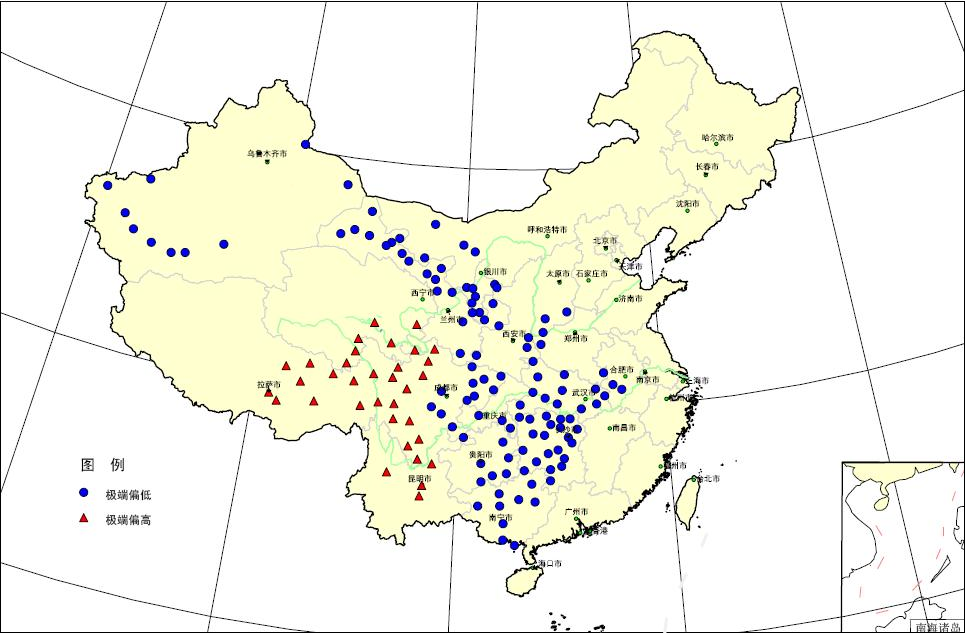 哈尔滨市
乌鲁木齐市
长春市
沈阳市
呼和浩特市
北京市
天津市
银川市
太原市
石家庄市
西宁市
济南市
兰州市
西安市
郑州市
合肥市
南京市
上海市
拉萨市
成都市
武汉市
杭州市
重庆市
南昌市
贵阳市
图 例
福州市
昆明市
台北市
极端偏低
极端偏高
南宁市
广州市
香港
海口市
南海诸岛